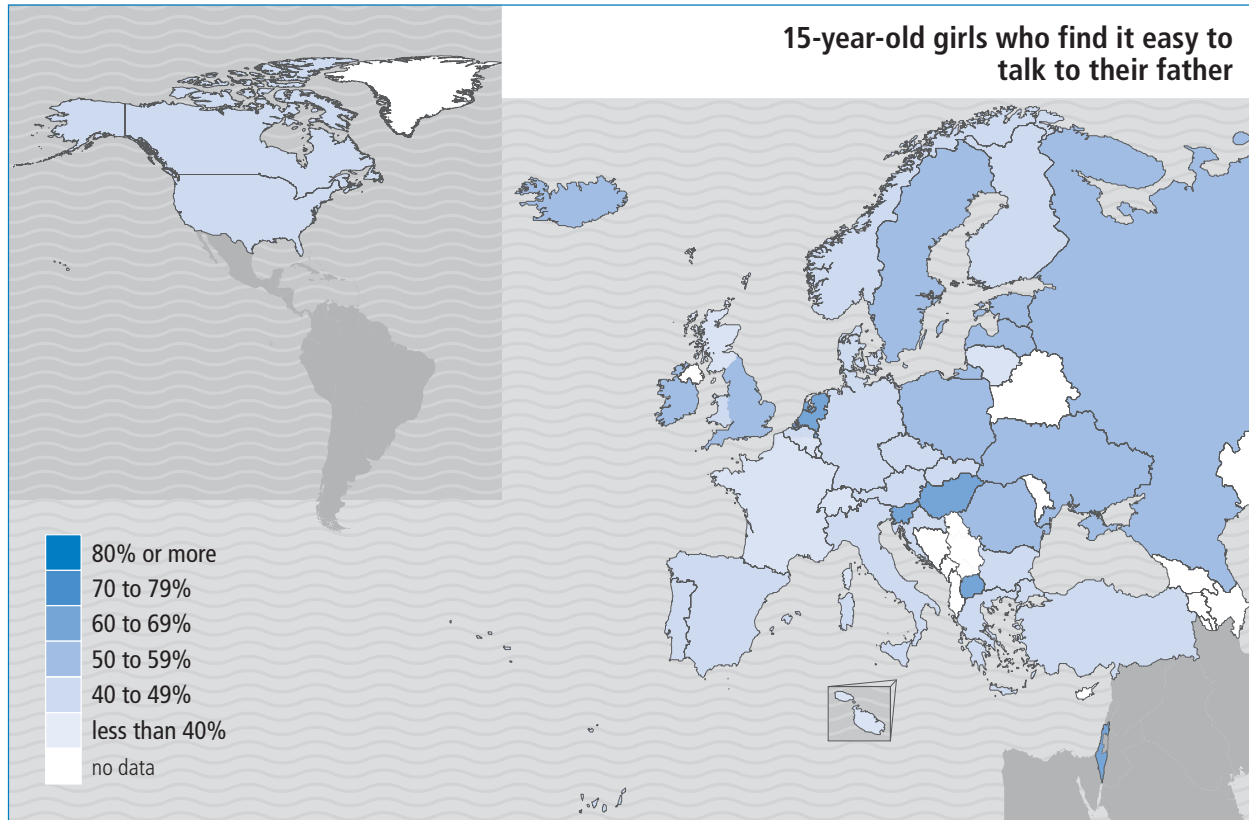 15-year-old girls who find it easy to
talk to their father
80% or more
70 to 79%
60 to 69%
50 to 59%
40 to 49%
less than 40%
no data